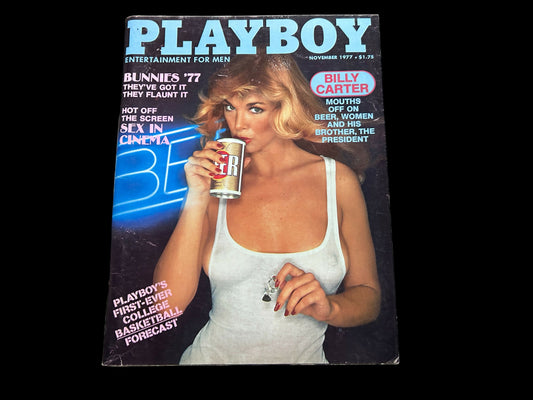 PLAYBOY
ENTERTAINMENT FOR MEN
NOVEMBER 1977 • $1.75
BUNNIES '77
THEY'VE GOT IT
THEY FLAUNT IT
HOT OFF
THE SCREEN
SEX IN
CINEMA
BILLY
CARTER
MOUTHS
OFF ON
BEER, WOMEN
AND HIS
BROTHER, THE
PRESIDENT
BE
PLAYBOY'S
FIRST-EVER
COLLEGE
BASKETBALL
FORECAST